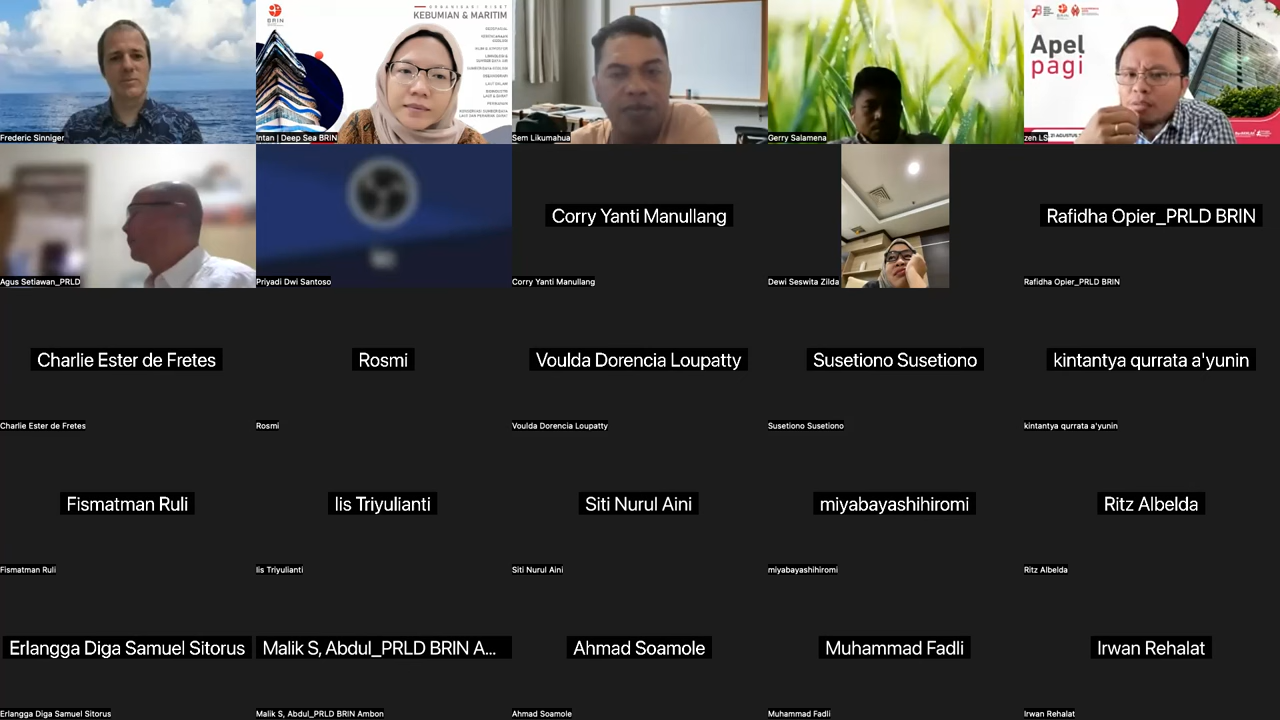 BRIN
ORGANISASI RISET
KEBUMIAN & MARITIM
Frederic Sinniger
Intan | Deep Sea BRIN
Sem Likumahua
Gerry Salamena
Apel
pagi
21 AGUSTUS
zen LS
Corry Yanti Manullang
Rafidha Opier_PRLD BRIN
Agus Setiawan_PRLD
Priyadi Dwi Santoso
Corry Yanti Manullang
Dewi Seswita Zilda
Rafidha Opier_PRLD BRIN
Charlie Ester de Fretes
Rosmi
Voulda Dorencia Loupatty
Susetiono Susetiono
kintantya qurrata a'yunin
Charlie Ester de Fretes
Rosmi
Voulda Dorencia Loupatty
Susetiono Susetiono
kintantya qurrata a'yunin
Fismatman Ruli
Iis Triyulianti
Siti Nurul Aini
miyabayashihiromi
Ritz Albelda
Fismatman Ruli
Iis Triyulianti
Siti Nurul Aini
miyabayashihiromi
Ritz Albelda
Erlangga Diga Samuel Sitorus
Malik S, Abdul_PRLD BRIN A...
Ahmad Soamole
Muhammad Fadli
Irwan Rehalat
Erlangga Diga Samuel Sitorus
Malik S, Abdul_PRLD BRIN Ambon
Ahmad Soamole
Muhammad Fadli
Irwan Rehalat